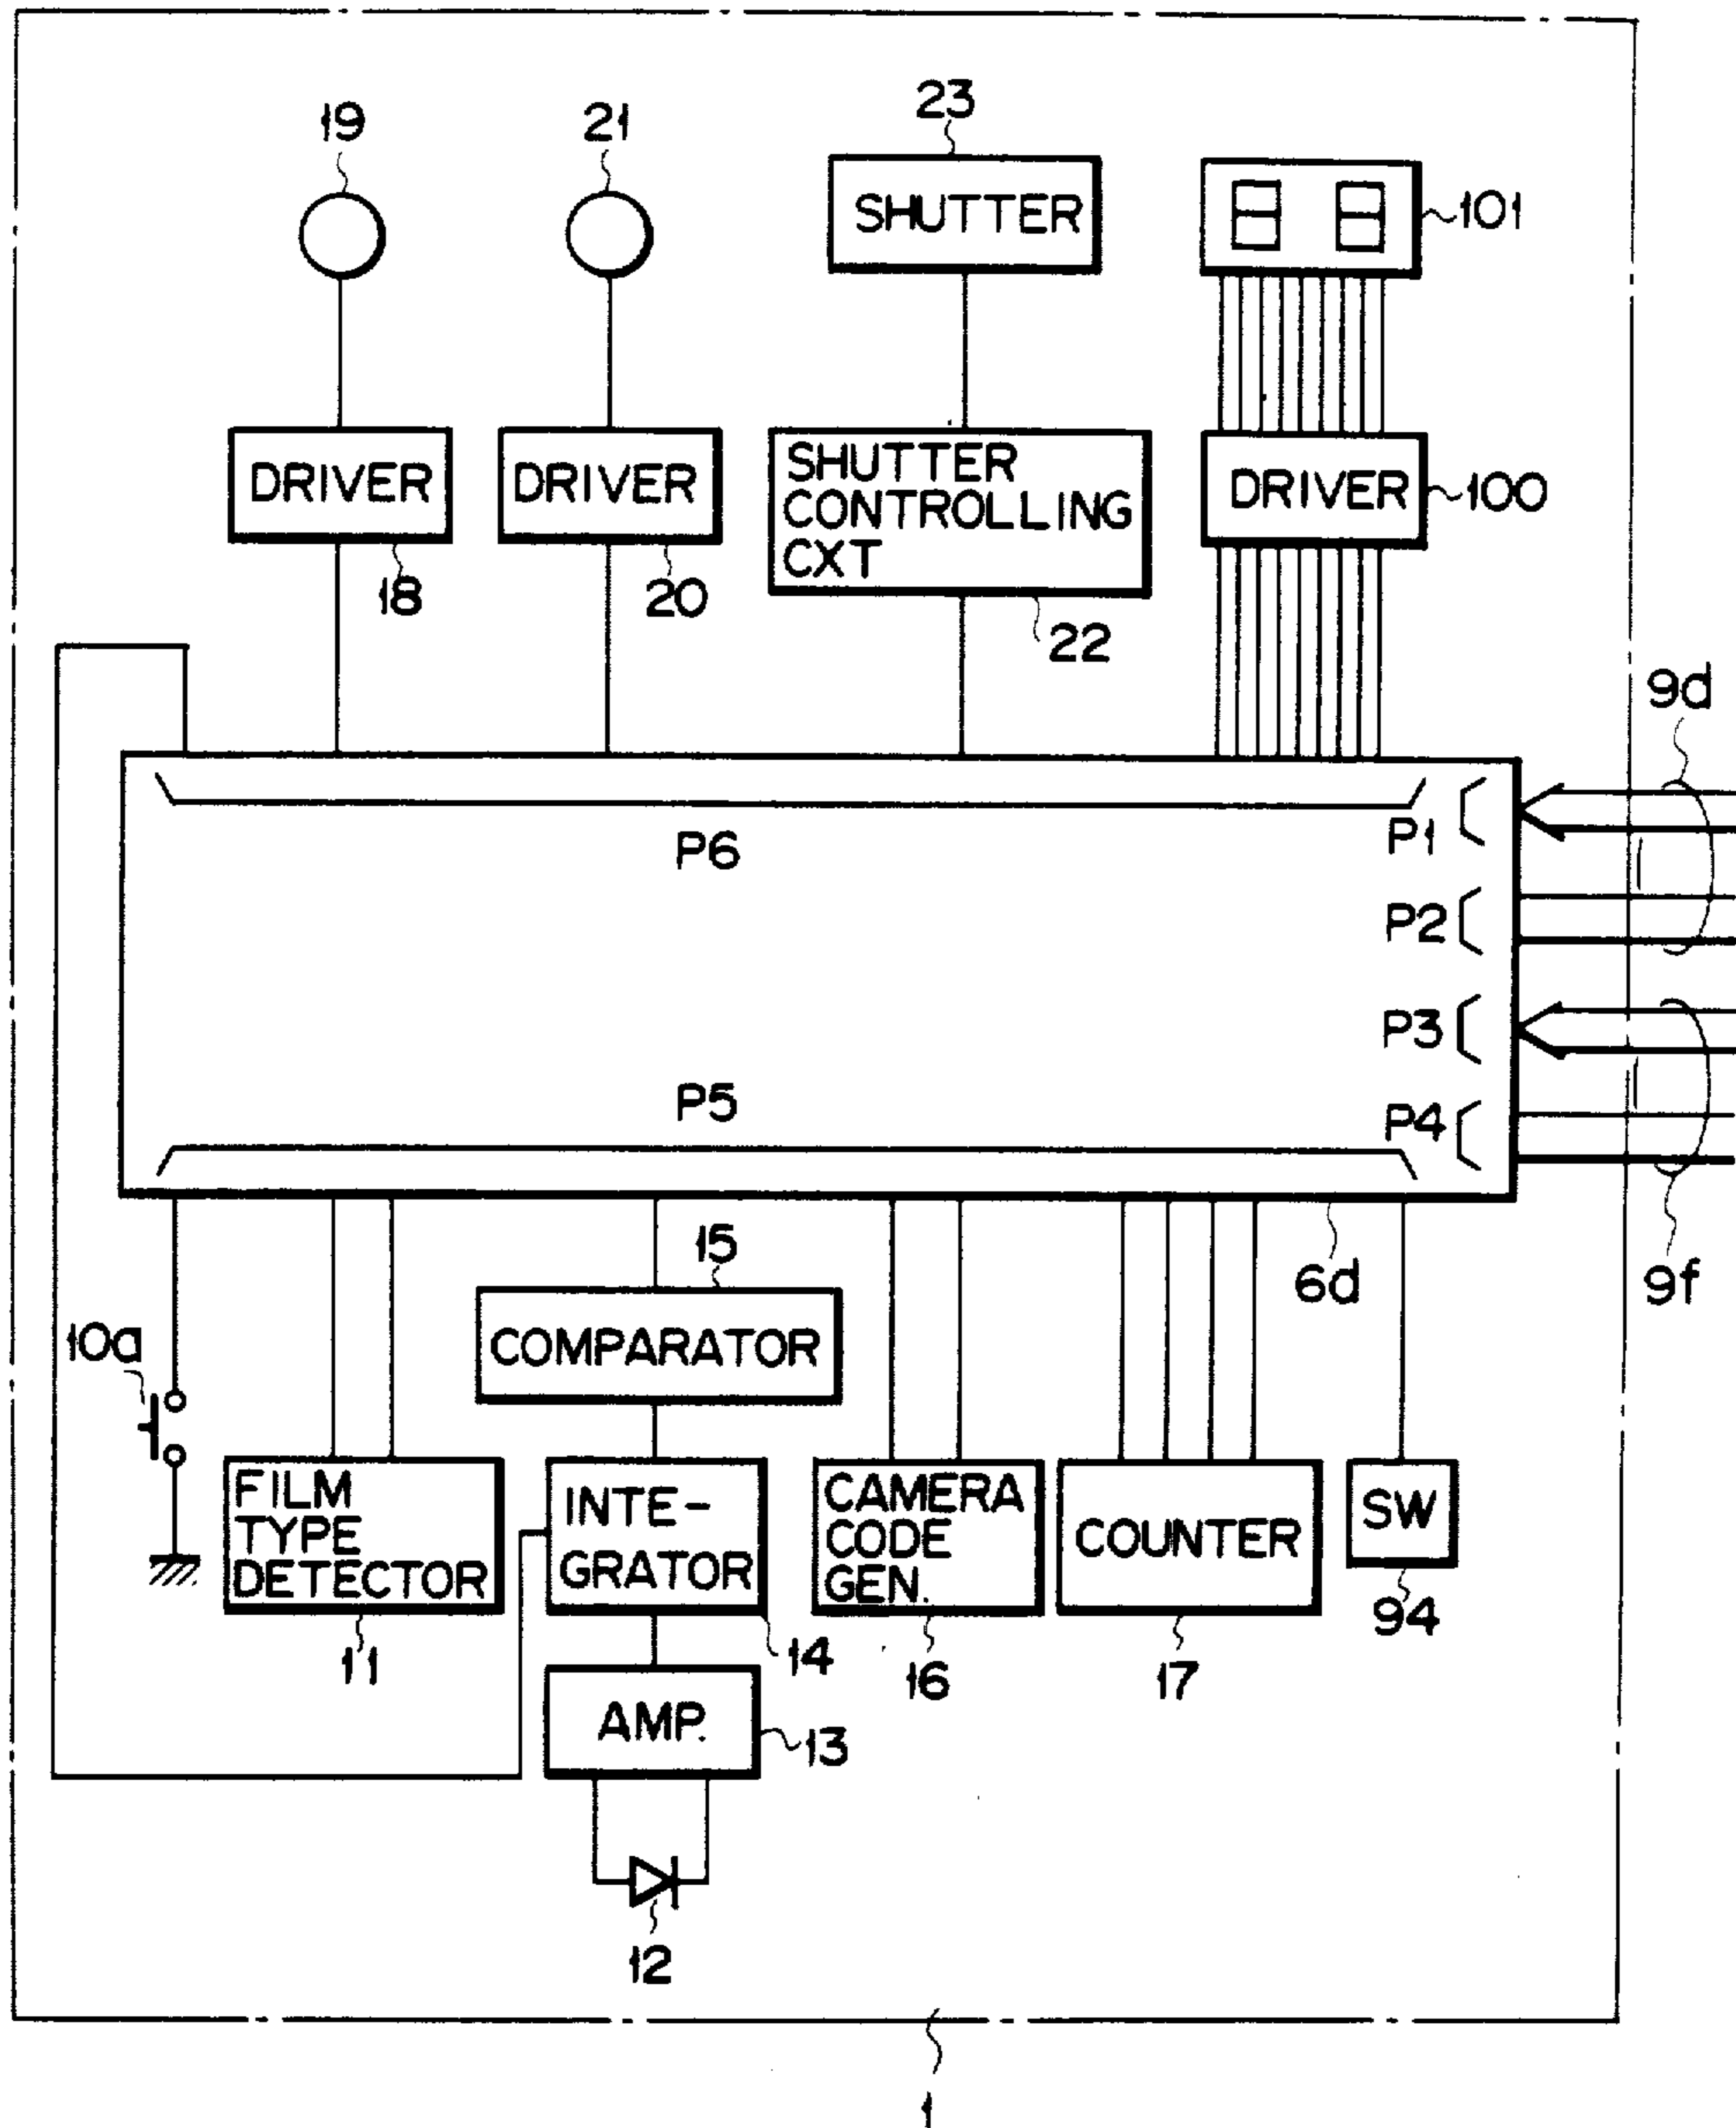 23
19
21
SHUTTER
101
DRIVER
DRIVER
SHUTTER
CONTROLLING
CXT
DRIVER
100
18
20
22
9d
P6
P1
P2
P3
P5
P4
15
6d
9f
10a
COMPARATOR
FILM
TYPE
DETECTOR
INTE-
GRATOR
CAMERA
CODE
GEN.
COUNTER
SW
94
11
14
16
17
AMP.
13
12
1